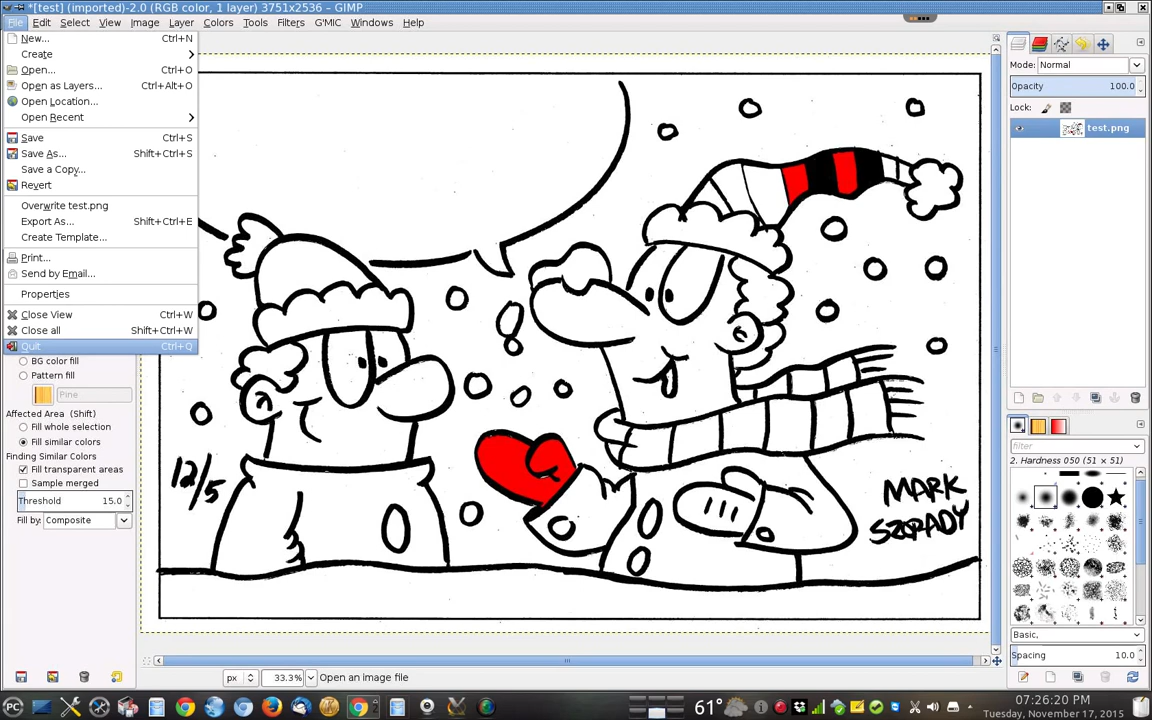 *[test] (imported)-2.0 (RGB color, 1 layer) 3751x2536 – GIMP
File Edit Select View Image Layer Colors Tools Filters G'MIC Windows Help
New... Ctrl+N
Create
Open... Ctrl+O
Open as Layers... Ctrl+Alt+O
Open Location...
Open Recent
Save Ctrl+S
Save As... Shift+Ctrl+S
Save a Copy...
Revert
Overwrite test.png
Export As... Shift+Ctrl+E
Create Template...
Print...
Send by Email...
Properties
Close View Ctrl+W
Close all Shift+Ctrl+W
Quit Ctrl+Q
BG color fill
Pattern fill
Pine
Affected Area (Shift)
Fill whole selection
Fill similar colors
Finding Similar Colors
Fill transparent areas
Sample merged
Threshold 15.0
Fill by: Composite
12/5
MARK
SZORADY
px 33.3% Open an image file
Mode: Normal
Opacity 100.0
Lock:
test.png
filter
2. Hardness 050 (51 × 51)
Basic,
Spacing 10.0
PC
61°
07:26:20 PM
Tuesday, November 17, 2015